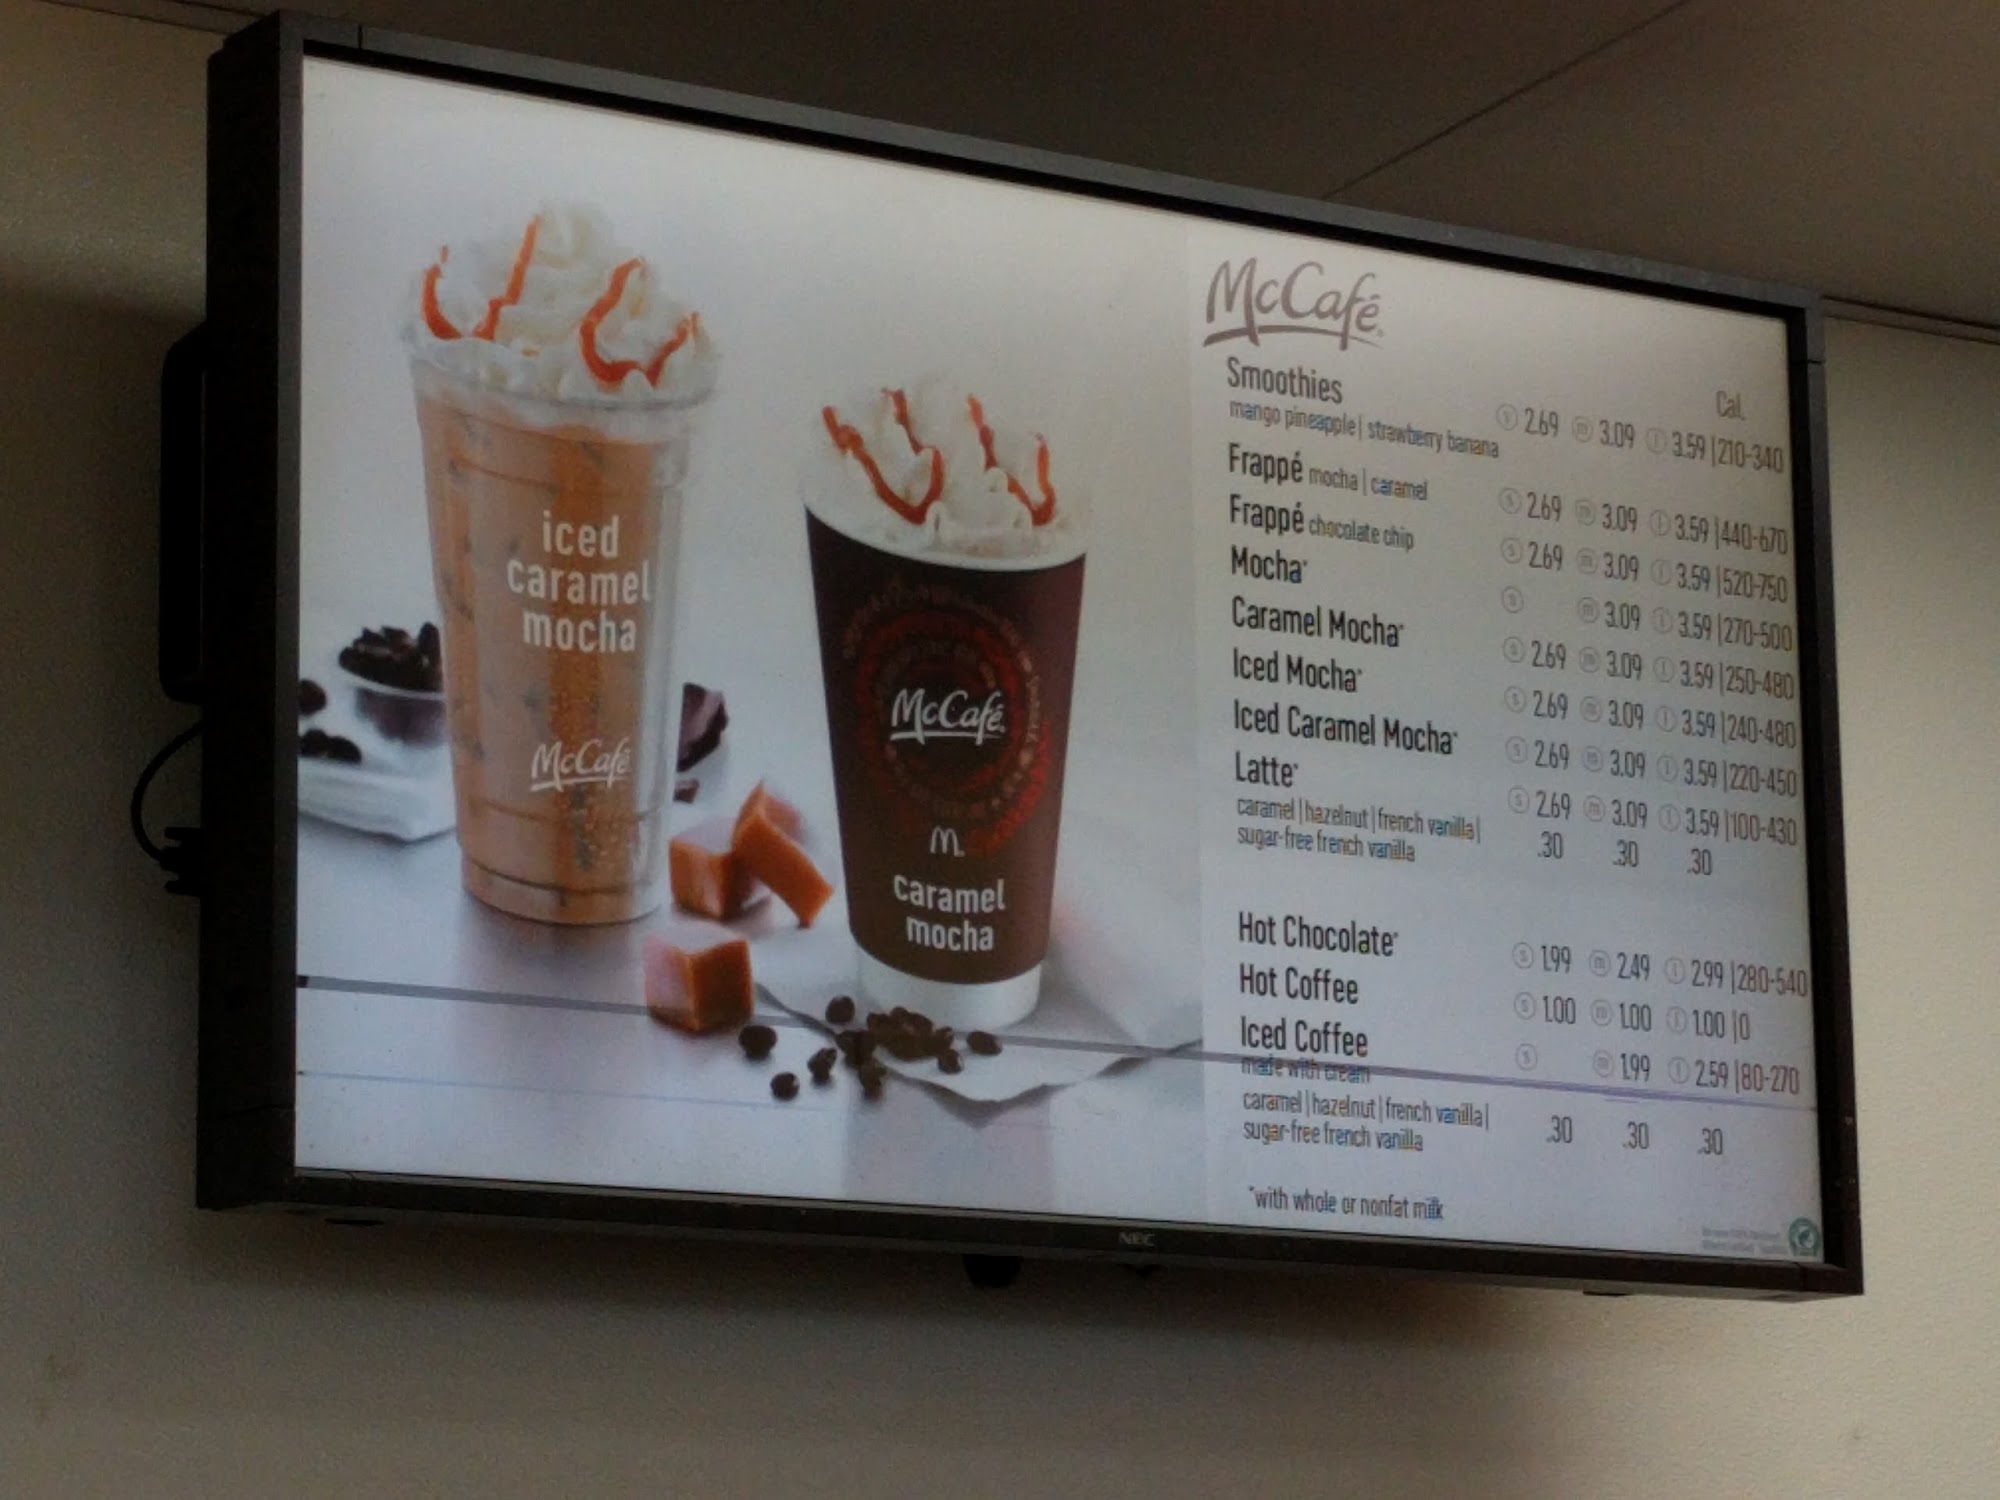 iced
caramel
mocha
McCafé
McCafé
M
caramel
mocha
McCafé
Smoothies Cal.
mango pineapple | strawberry banana s 2.69 m 3.09 l 3.59 | 210-340
Frappé mocha | caramel s 2.69 m 3.09 l 3.59 | 440-670
Frappé chocolate chip s 2.69 m 3.09 l 3.59 | 520-750
Mocha* s m 3.09 l 3.59 | 270-500
Caramel Mocha* s 2.69 m 3.09 l 3.59 | 250-480
Iced Mocha* s 2.69 m 3.09 l 3.59 | 240-480
Iced Caramel Mocha* s 2.69 m 3.09 l 3.59 | 220-450
Latte* s 2.69 m 3.09 l 3.59 | 100-430
caramel | hazelnut | french vanilla | .30 .30 .30
sugar-free french vanilla
Hot Chocolate* s 1.99 m 2.49 l 2.99 | 280-540
Hot Coffee s 1.00 m 1.00 l 1.00 | 0
Iced Coffee s m 1.99 l 2.59 | 80-270
made with cream
caramel | hazelnut | french vanilla | .30 .30 .30
sugar-free french vanilla
*with whole or nonfat milk
NEC